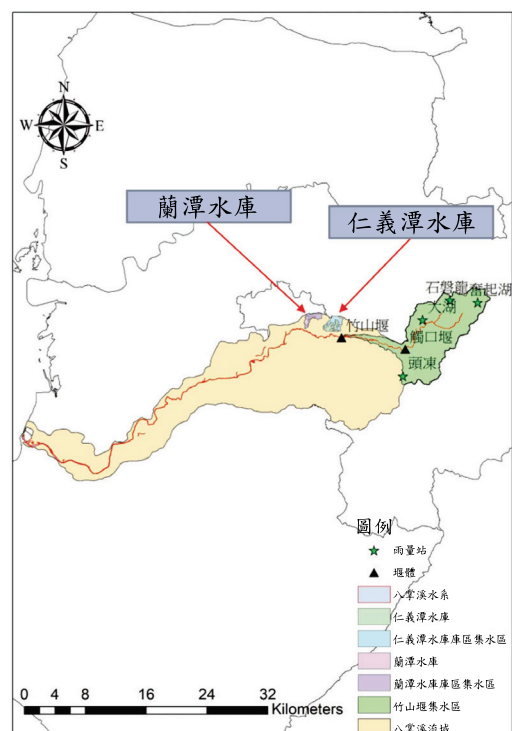 N
W E
S
蘭潭水庫
仁義潭水庫
石盤龍 奮起湖
大湖
竹山堰
觸口堰
頭凍
圖例
雨量站
堰體
八掌溪水系
仁義潭水庫
仁義潭水庫庫區集水區
蘭潭水庫
蘭潭水庫庫區集水區
竹山堰集水區
八掌溪流域
0 4 8 16 24 32
Kilometers